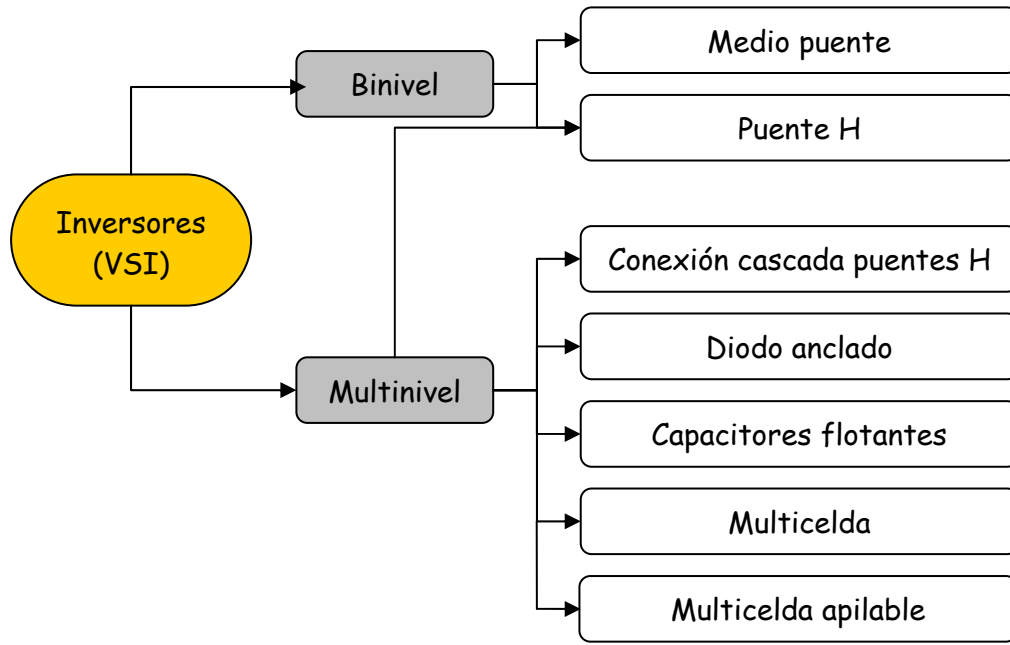 Medio puente
Binivel
Puente H
Inversores
(VSI)
Conexión cascada puentes H
Diodo anclado
Multinivel
Capacitores flotantes
Multicelda
Multicelda apilable